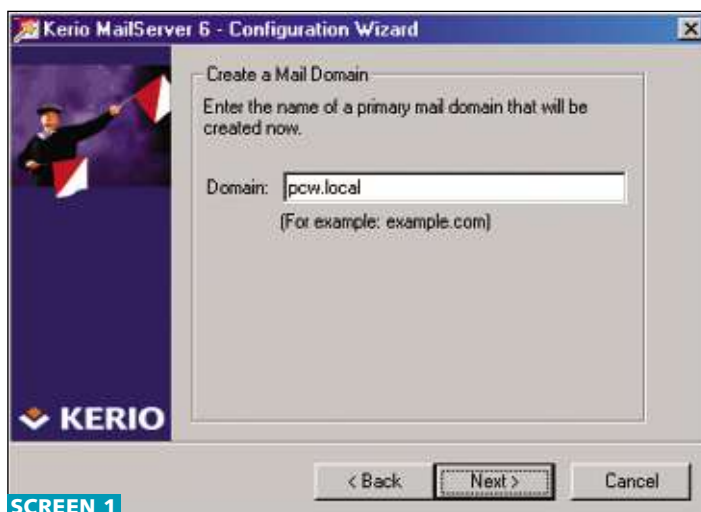 Kerio MailServer 6 - Configuration Wizard
Create a Mail Domain
Enter the name of a primary mail domain that will be
created now.
Domain: pcw.local
(For example: example.com)
KERIO
< Back
Next >
Cancel
SCREEN 1